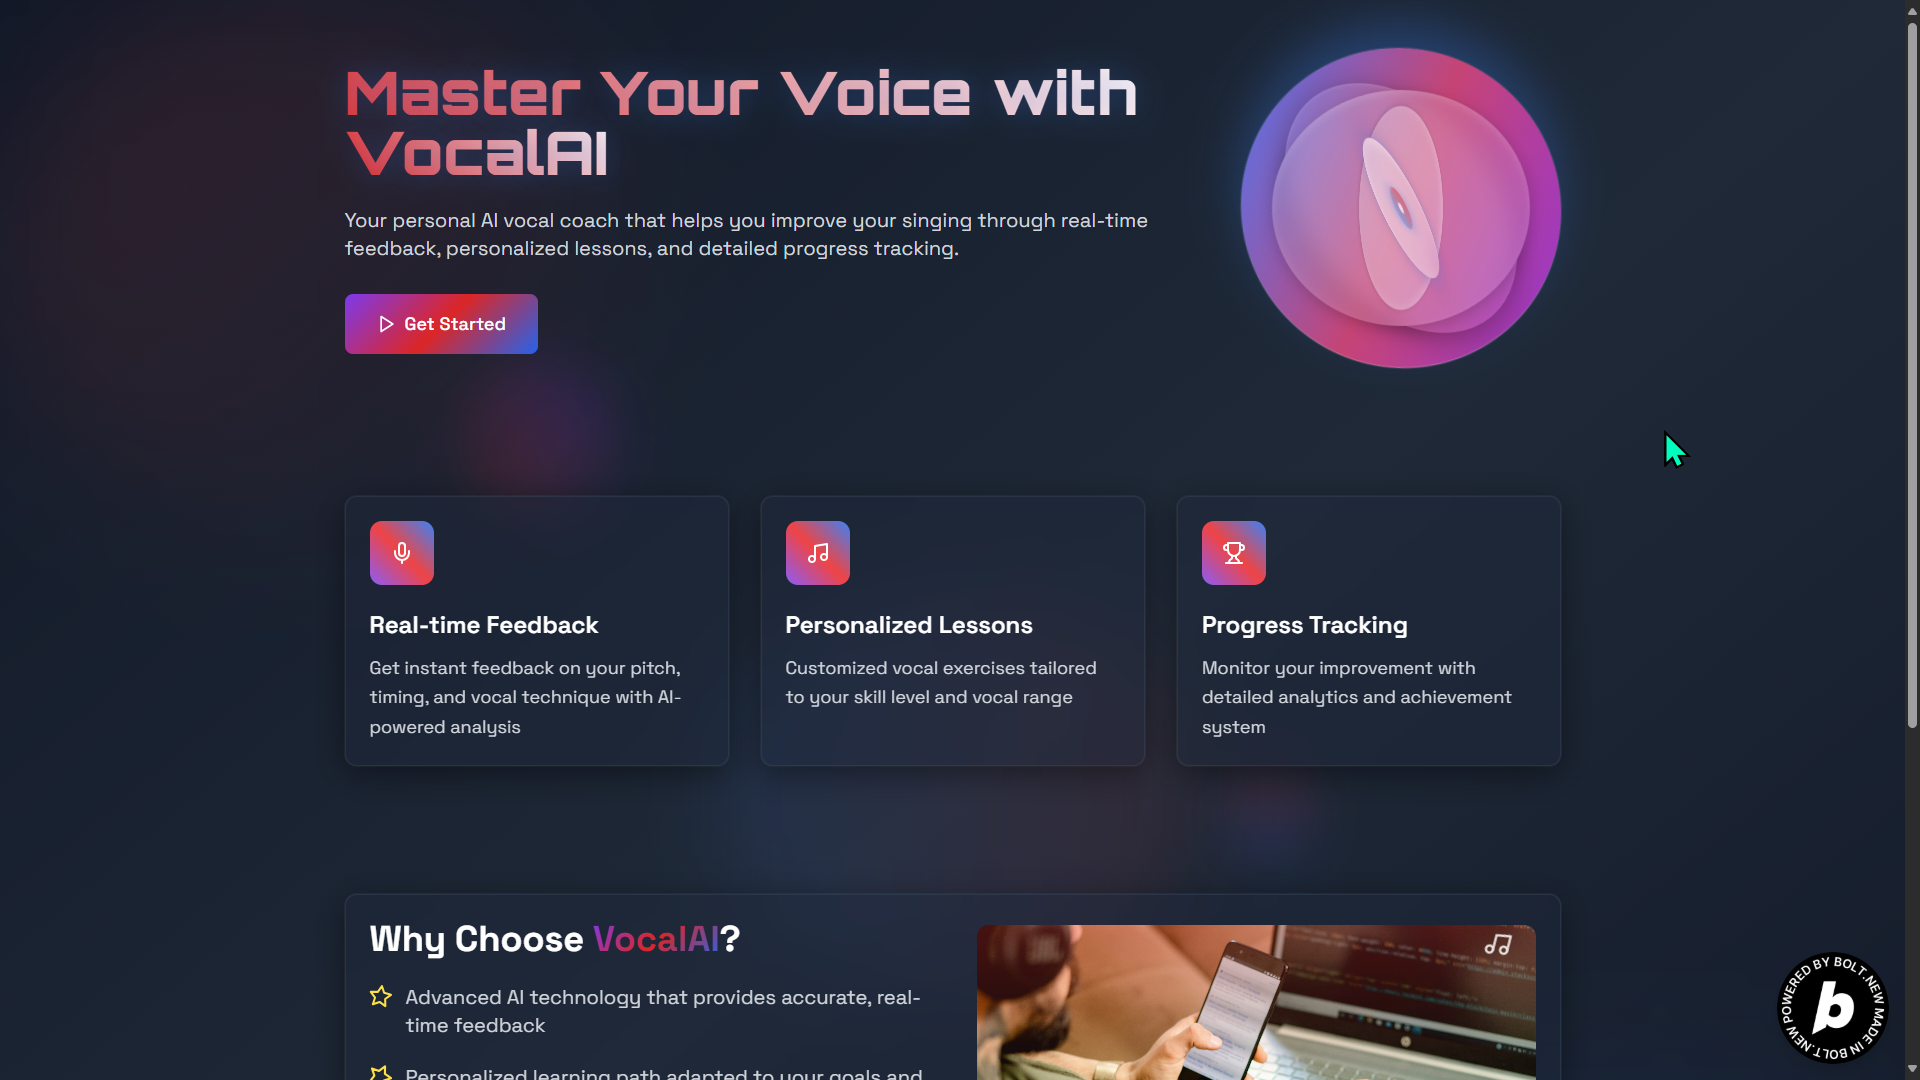 Master Your Voice with
VocalAI
Your personal AI vocal coach that helps you improve your singing through real-time
feedback, personalized lessons, and detailed progress tracking.
Get Started
Real-time Feedback
Get instant feedback on your pitch,
timing, and vocal technique with AI-
powered analysis
Personalized Lessons
Customized vocal exercises tailored
to your skill level and vocal range
Progress Tracking
Monitor your improvement with
detailed analytics and achievement
system
Why Choose VocalAI?
Advanced AI technology that provides accurate, real-
time feedback
Personalized learning path adapted to your goals and
POWERED BY BOLT.NEW MADE IN BOLT.NEW
b